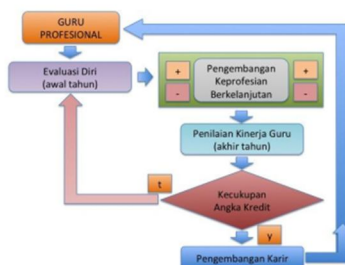 GURU
PROFESIONAL
Evaluasi Diri
(awal tahun)
+
-
Pengembangan
Keprofesian
Berkelanjutan
+
-
Penilaian Kinerja Guru
(akhir tahun)
t
Kecukupan
Angka Kredit
y
Pengembangan Karir